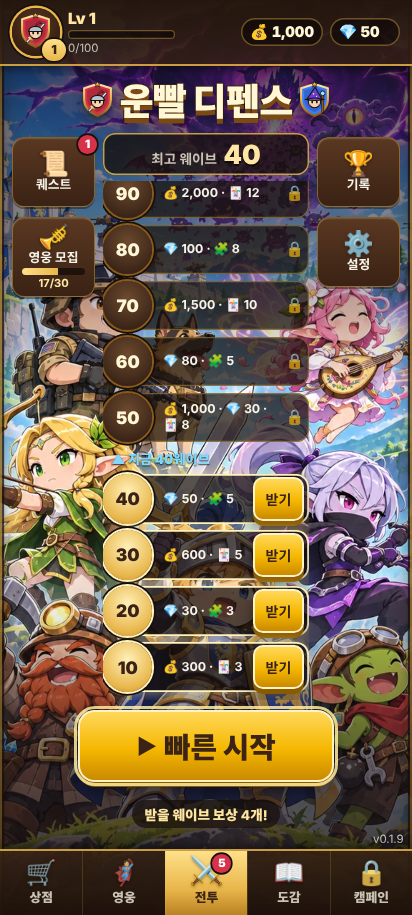 Lv 1
1
0/100
1,000
50
운빨 디펜스
1
퀘스트
최고 웨이브 40
기록
영웅 모집
17/30
설정
90 2,000 · 12
80 100 · 8
70 1,500 · 10
60 80 · 5
50 1,000 · 30 ·
8
▲ 지금 40웨이브
40 50 · 5 받기
30 600 · 5 받기
20 30 · 3 받기
10 300 · 3 받기
▶ 빠른 시작
받을 웨이브 보상 4개!
v0.1.9
5
상점 영웅 전투 도감 캠페인